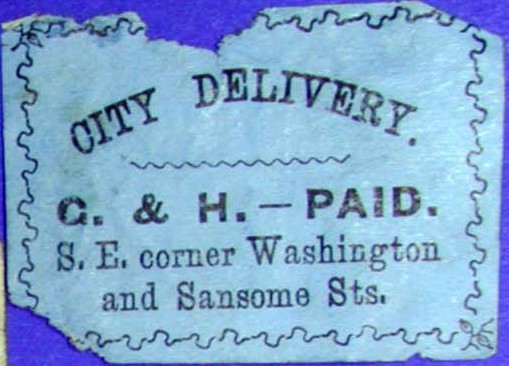 CITY DELIVERY.
G. & H. — PAID.
S. E. corner Washington
and Sansome Sts.